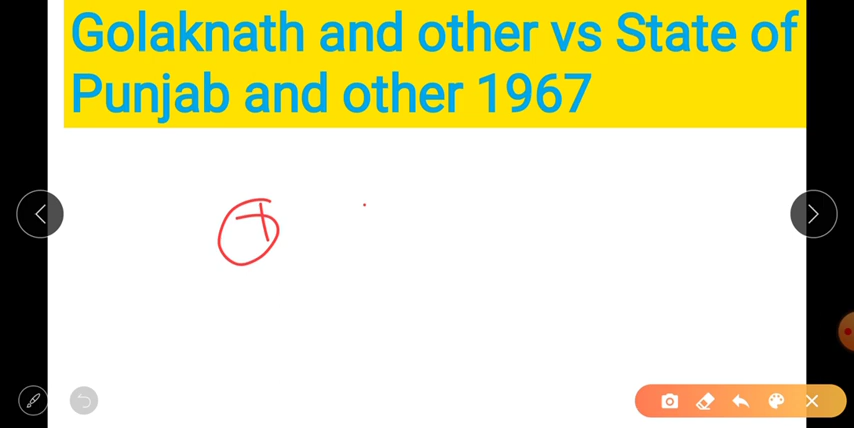 Golaknath and other vs State of
Punjab and other 1967